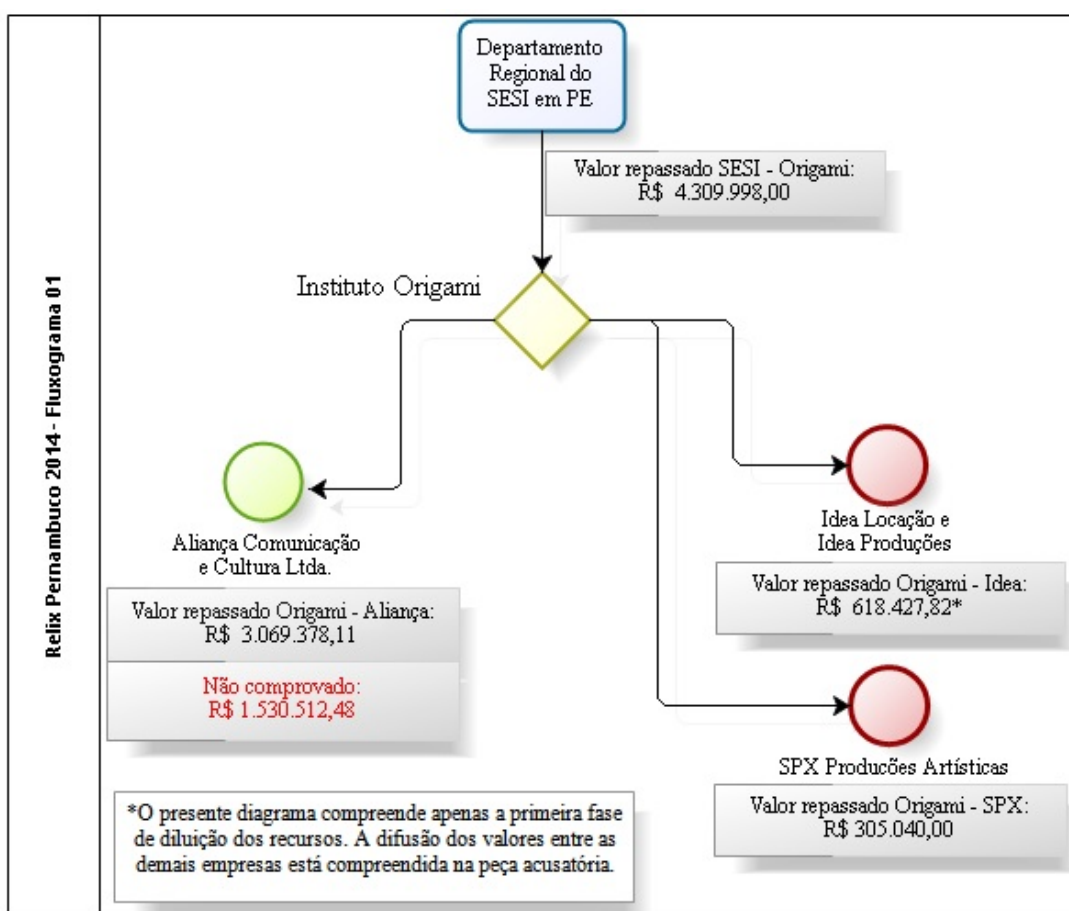 Relix Pernambuco 2014 - Fluxograma 01
Departamento
Regional do
SESI em PE
Valor repassado SESI - Origami:
R$ 4.309.998,00
Instituto Origami
Aliança Comunicação
e Cultura Ltda.
Valor repassado Origami - Aliança:
R$ 3.069.378,11
Não comprovado:
R$ 1.530.512,48
Idea Locação e
Idea Produções
Valor repassado Origami - Idea:
R$ 618.427,82*
SPX Producões Artísticas
Valor repassado Origami - SPX:
R$ 305.040,00
*O presente diagrama compreende apenas a primeira fase
de diluição dos recursos. A difusão dos valores entre as
demais empresas está compreendida na peça acusatória.